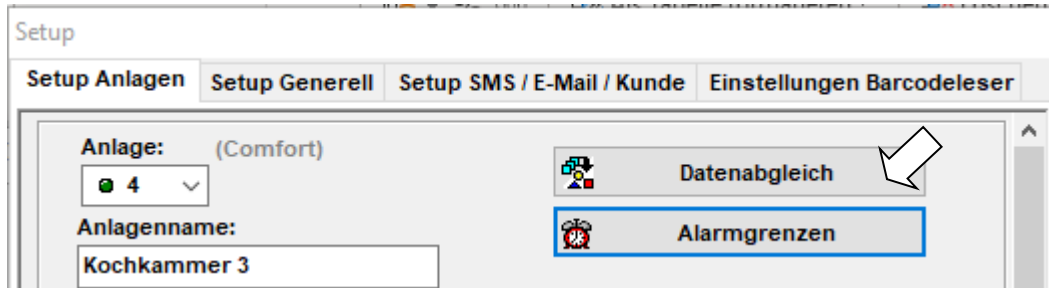 Setup
Setup Anlagen Setup Generell Setup SMS / E-Mail / Kunde Einstellungen Barcodeleser
Anlage: (Comfort)
4
Datenabgleich
Anlagenname:
Alarmgrenzen
Kochkammer 3